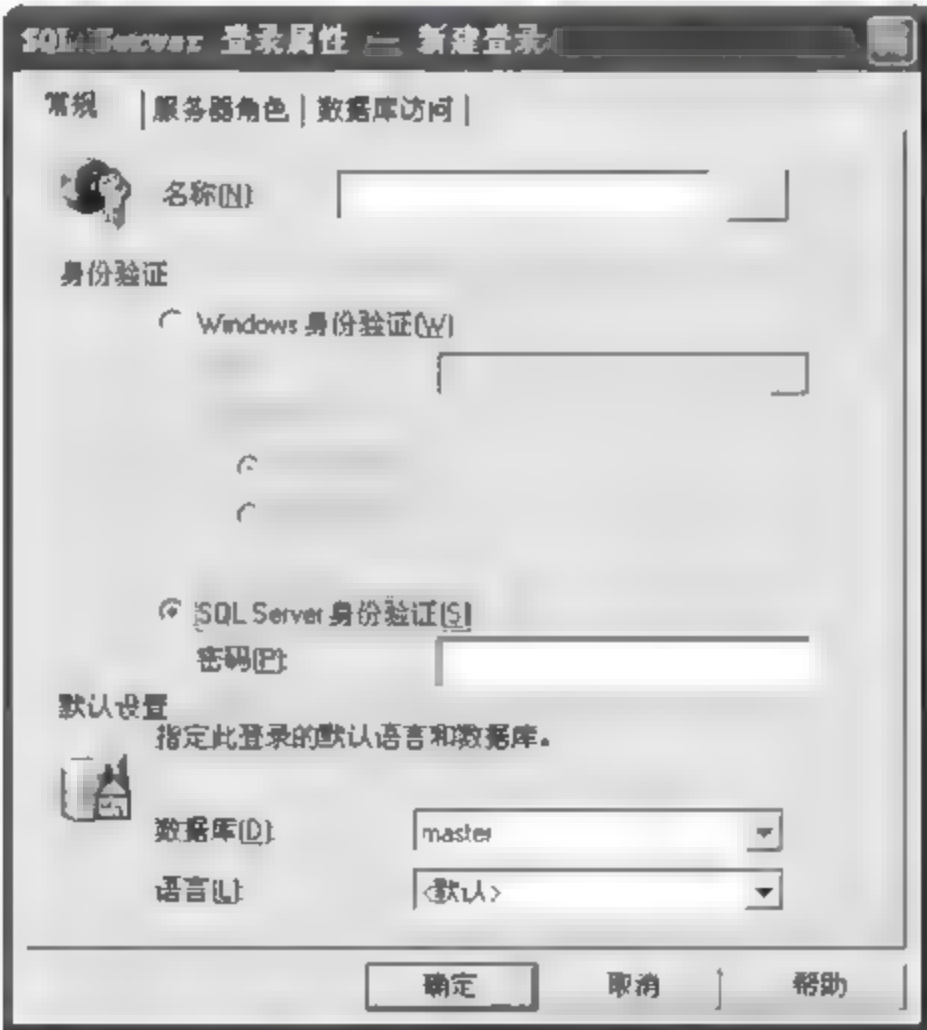 SQL Server 登录属性 — 新建登录
常规 服务器角色 数据库访问
名称(N):
身份验证
Windows 身份验证(W)
SQL Server 身份验证(S)
密码(P):
默认设置
指定此登录的默认语言和数据库。
数据库(D): master
语言(L): <默认>
确定 取消 帮助